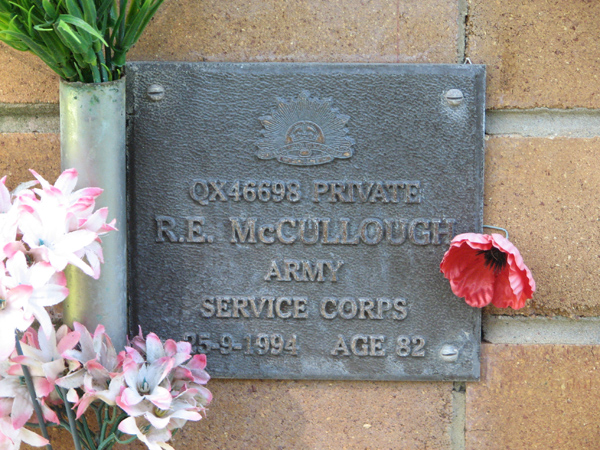 QX46698 PRIVATE
R.E. McCULLOUGH
ARMY
SERVICE CORPS
25-9-1994 AGE 82